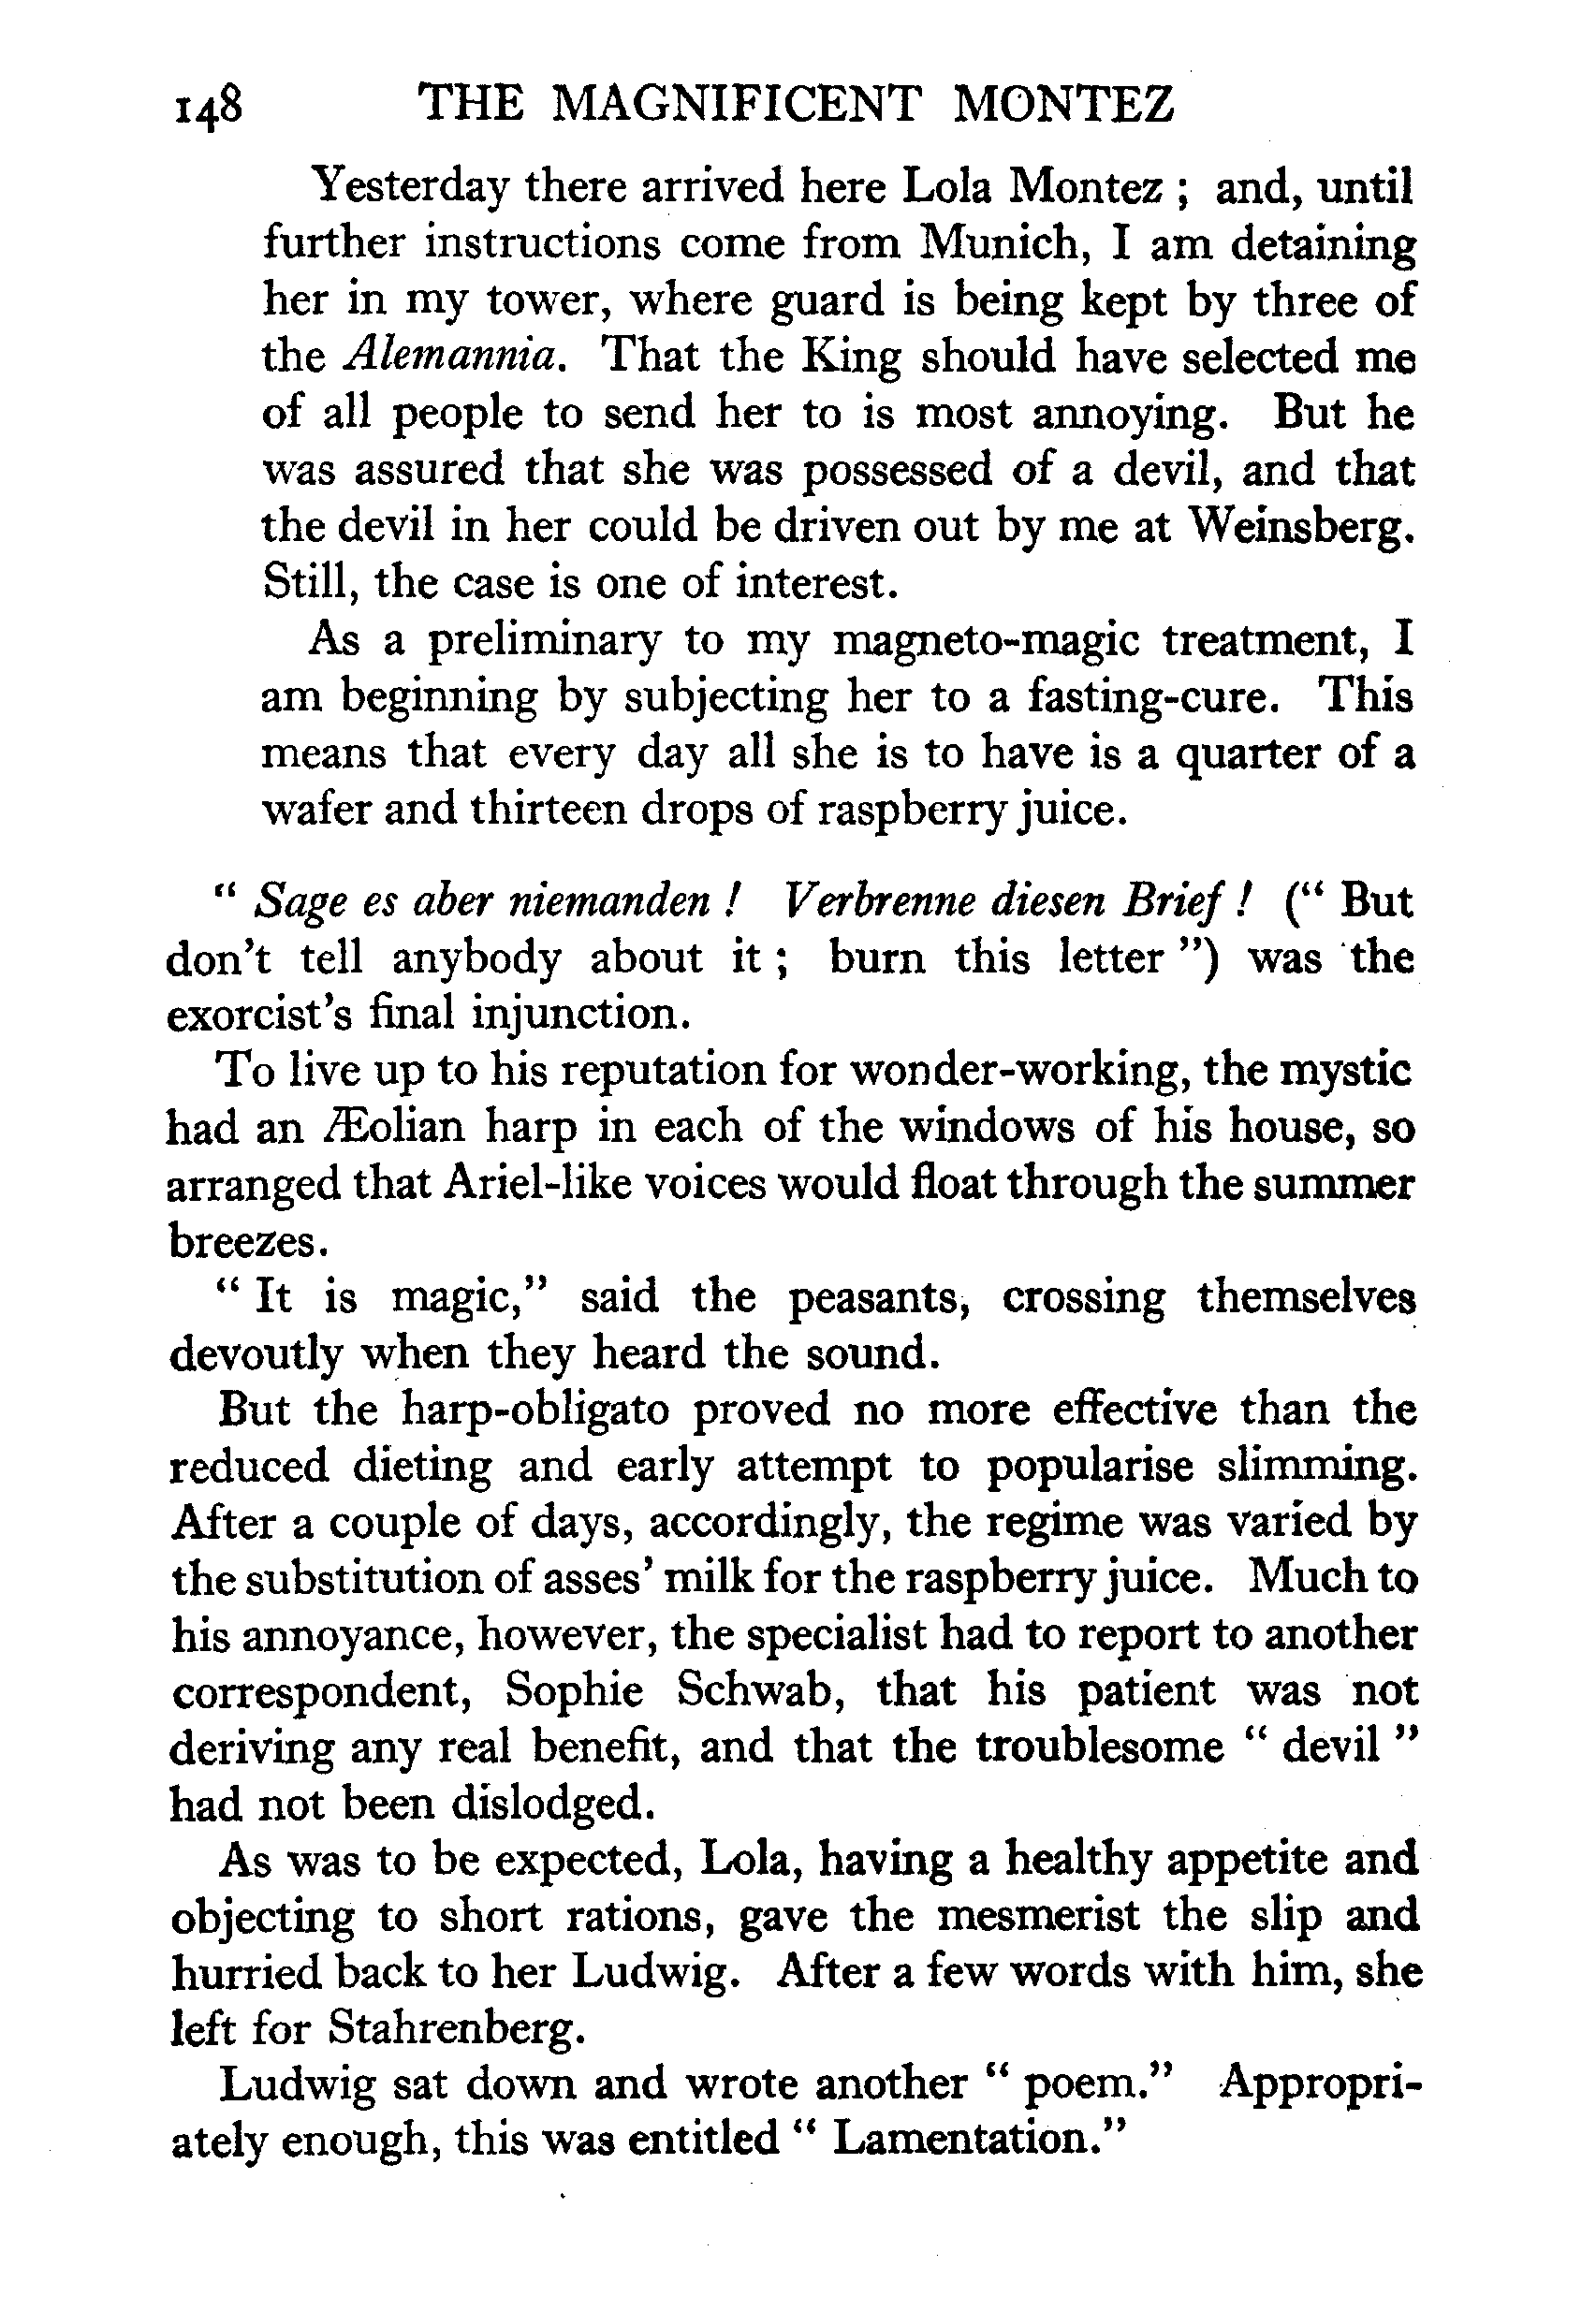 148 THE MAGNIFICENT MONTEZ
Yesterday there arrived here Lola Montez ; and, until
further instructions come from Munich, I am detaining
her in my tower, where guard is being kept by three of
the Alemannia. That the King should have selected me
of all people to send her to is most annoying. But he
was assured that she was possessed of a devil, and that
the devil in her could be driven out by me at Weinsberg.
Still, the case is one of interest.
As a preliminary to my magneto-magic treatment, I
am beginning by subjecting her to a fasting-cure. This
means that every day all she is to have is a quarter of a
wafer and thirteen drops of raspberry juice.
“ Sage es aber niemanden ! Verbrenne diesen Brief ! (“ But
don't tell anybody about it ; burn this letter ”) was the
exorcist's final injunction.
To live up to his reputation for wonder-working, the mystic
had an Æolian harp in each of the windows of his house, so
arranged that Ariel-like voices would float through the summer
breezes.
“ It is magic,” said the peasants, crossing themselves
devoutly when they heard the sound.
But the harp-obligato proved no more effective than the
reduced dieting and early attempt to popularise slimming.
After a couple of days, accordingly, the regime was varied by
the substitution of asses' milk for the raspberry juice. Much to
his annoyance, however, the specialist had to report to another
correspondent, Sophie Schwab, that his patient was not
deriving any real benefit, and that the troublesome “ devil ”
had not been dislodged.
As was to be expected, Lola, having a healthy appetite and
objecting to short rations, gave the mesmerist the slip and
hurried back to her Ludwig. After a few words with him, she
left for Stahrenberg.
Ludwig sat down and wrote another “ poem.” Appropri-
ately enough, this was entitled “ Lamentation.”